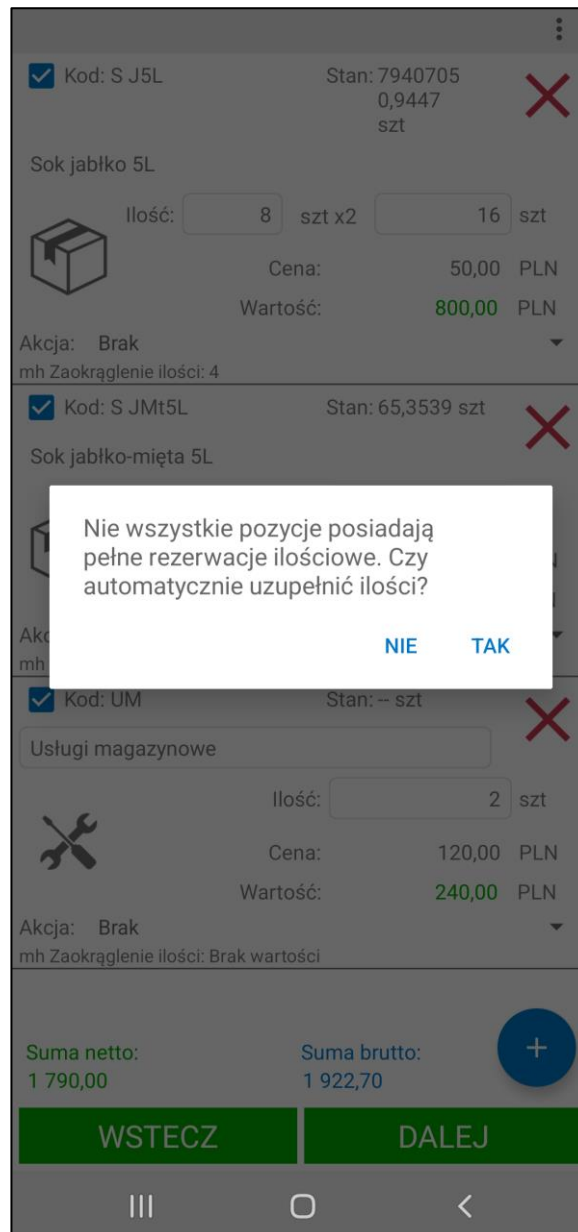 Kod: S J5L Stan: 7940705
0,9447
szt
Sok jabłko 5L
Ilość: 8 szt x2 16 szt
Cena: 50,00 PLN
Wartość: 800,00 PLN
Akcja: Brak
mh Zaokrąglenie ilości: 4
Kod: S JMt5L Stan: 65,3539 szt
Sok jabłko-mięta 5L
Nie wszystkie pozycje posiadają
pełne rezerwacje ilościowe. Czy
automatycznie uzupełnić ilości?
NIE TAK
mh
Kod: UM Stan: -- szt
Usługi magazynowe
Ilość: 2 szt
Cena: 120,00 PLN
Wartość: 240,00 PLN
Akcja: Brak
mh Zaokrąglenie ilości: Brak wartości
Suma netto: Suma brutto:
1 790,00 1 922,70
+
WSTECZ DALEJ